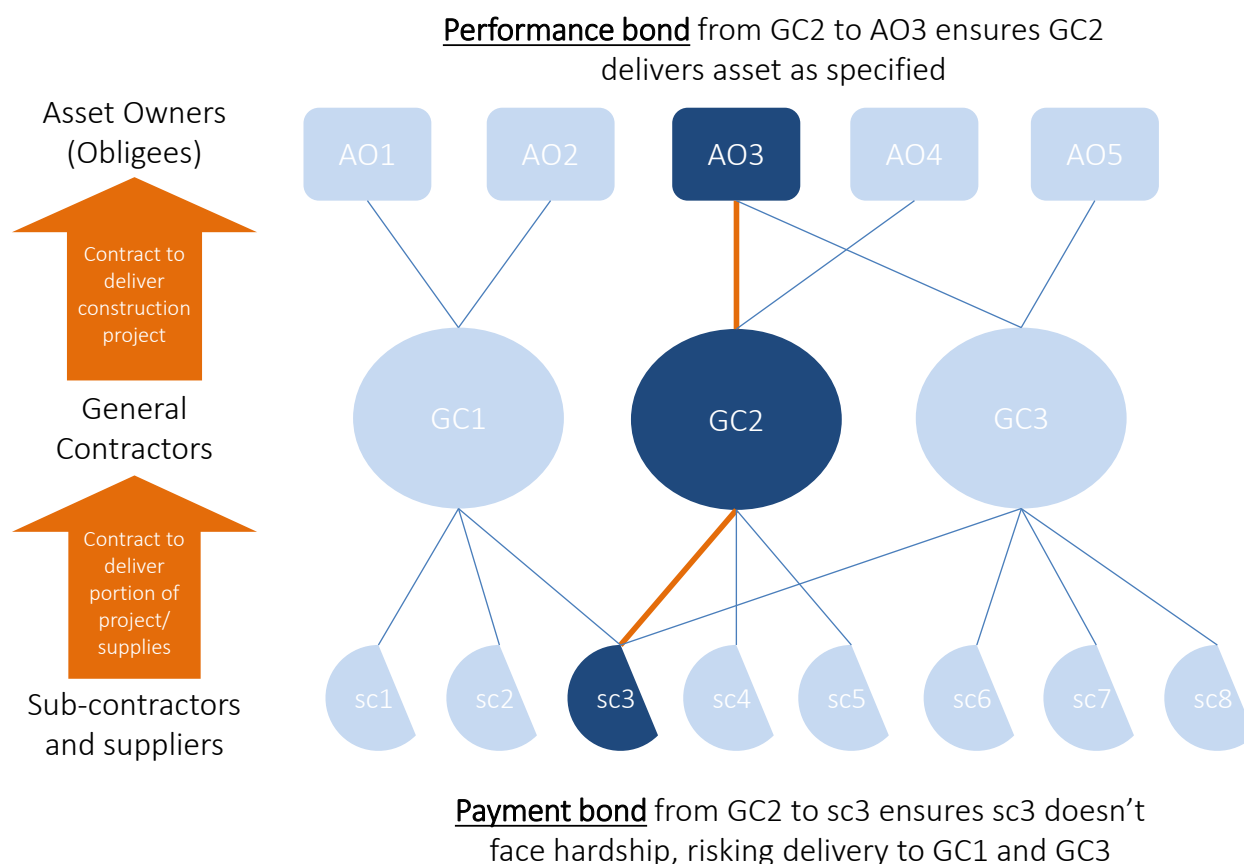 Performance bond from GC2 to AO3 ensures GC2
delivers asset as specified
Asset Owners
(Obligees)
AO1
AO2
AO3
AO4
AO5
Contract to
deliver
construction
project
General
Contractors
GC1
GC2
GC3
Contract to
deliver
portion of
project/
supplies
Sub-contractors
and suppliers
sc1
sc2
sc3
sc4
sc5
sc6
sc7
sc8
Payment bond from GC2 to sc3 ensures sc3 doesn’t
face hardship, risking delivery to GC1 and GC3